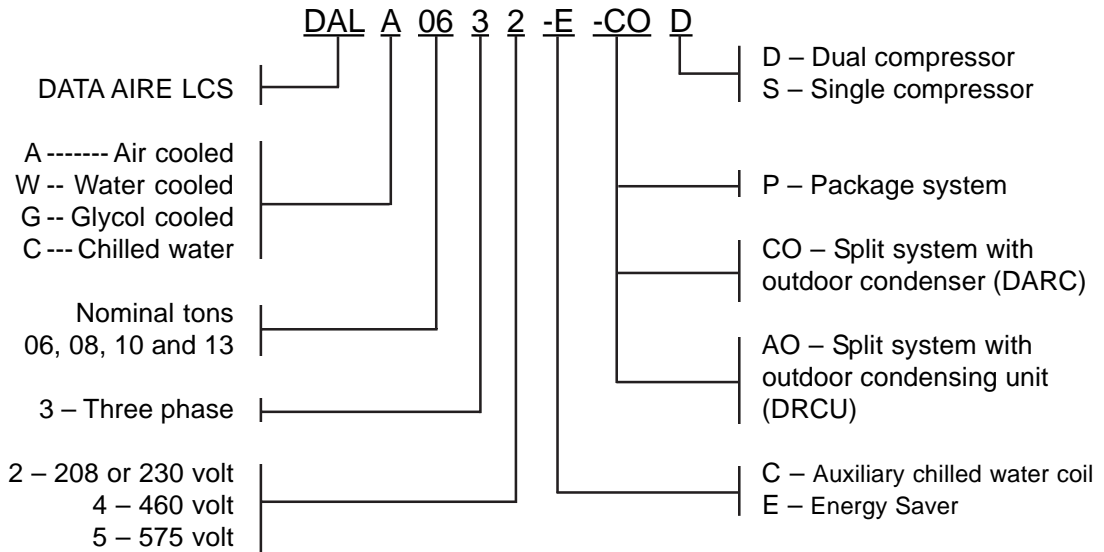 DAL A 06 3 2 -E -CO D
DATA AIRE LCS
A ------- Air cooled
W -- Water cooled
G -- Glycol cooled
C --- Chilled water
Nominal tons
06, 08, 10 and 13
3 – Three phase
2 – 208 or 230 volt
4 – 460 volt
5 – 575 volt
D – Dual compressor
S – Single compressor
P – Package system
CO – Split system with
outdoor condenser (DARC)
AO – Split system with
outdoor condensing unit
(DRCU)
C – Auxiliary chilled water coil
E – Energy Saver